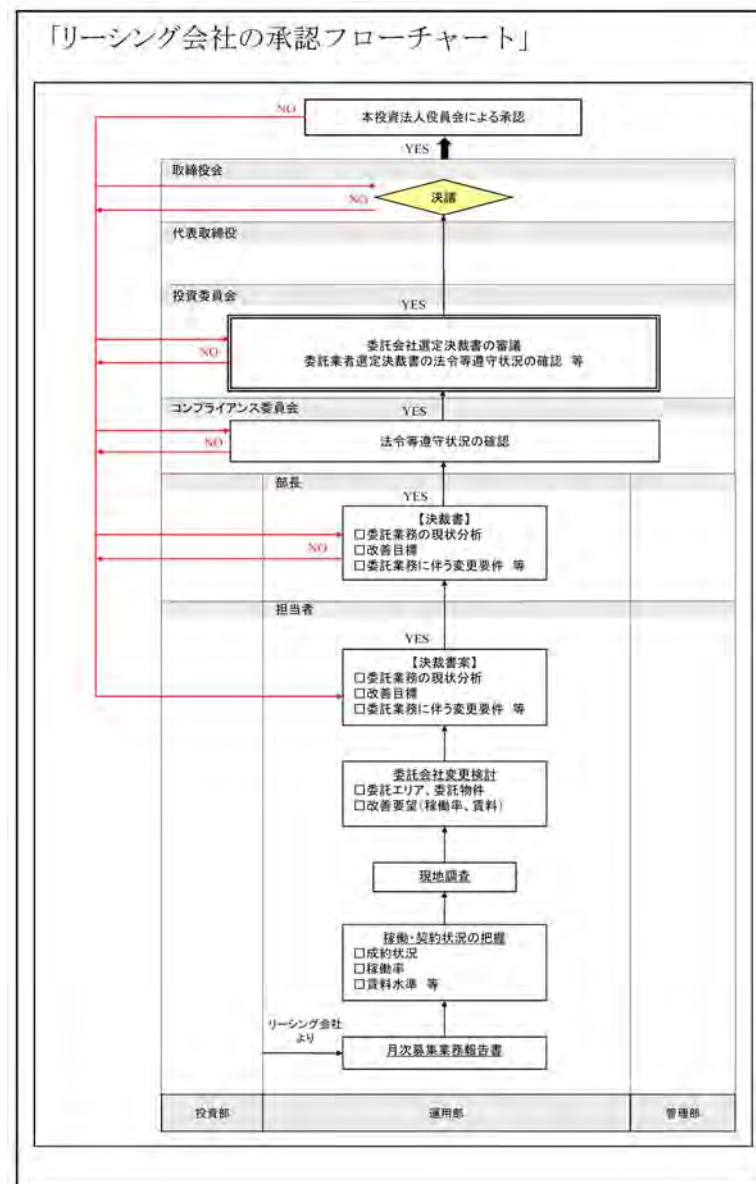 「リーシング会社の承認フローチャート」
NO
本投資法人役員会による承認
YES
取締役会
NO
決議
代表取締役
投資委員会
YES
委託会社選定決裁書の審議
委託業者選定決裁書の法令等遵守状況の確認 等
NO
コンプライアンス委員会
YES
法令等遵守状況の確認
NO
部長
YES
【決裁書】
□委託業務の現状分析
□改善目標
□委託業務に伴う変更要件 等
NO
担当者
YES
【決裁書案】
□委託業務の現状分析
□改善目標
□委託業務に伴う変更要件 等
委託会社変更検討
□委託エリア、委託物件
□改善要望(稼働率、賃料)
現地調査
稼働・契約状況の把握
□成約状況
□稼働率
□賃料水準 等
リーシング会社
より
月次募集業務報告書
投資部
運用部
管理部